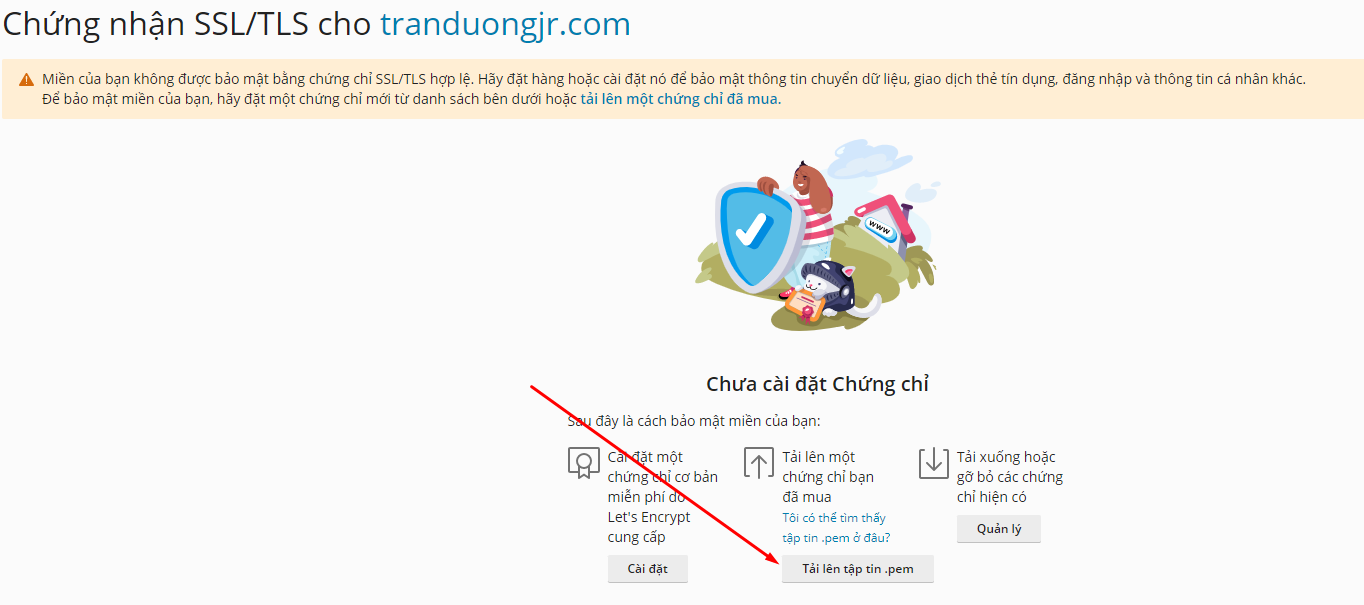 Chứng nhận SSL/TLS cho tranduongjr.com
Miền của bạn không được bảo mật bằng chứng chỉ SSL/TLS hợp lệ. Hãy đặt hàng hoặc cài đặt nó để bảo mật thông tin chuyển dữ liệu, giao dịch thẻ tín dụng, đăng nhập và thông tin cá nhân khác.
Để bảo mật miền của bạn, hãy đặt một chứng chỉ mới từ danh sách bên dưới hoặc tải lên một chứng chỉ đã mua.
www
Chưa cài đặt Chứng chỉ
Sau đây là cách bảo mật miền của bạn:
Cài đặt một
chứng chỉ cơ bản
miễn phí do
Let's Encrypt
cung cấp
Cài đặt
Tải lên một
chứng chỉ bạn
đã mua
Tôi có thể tìm thấy
tập tin .pem ở đâu?
Tải lên tập tin .pem
Tải xuống hoặc
gỡ bỏ các chứng
chỉ hiện có
Quản lý